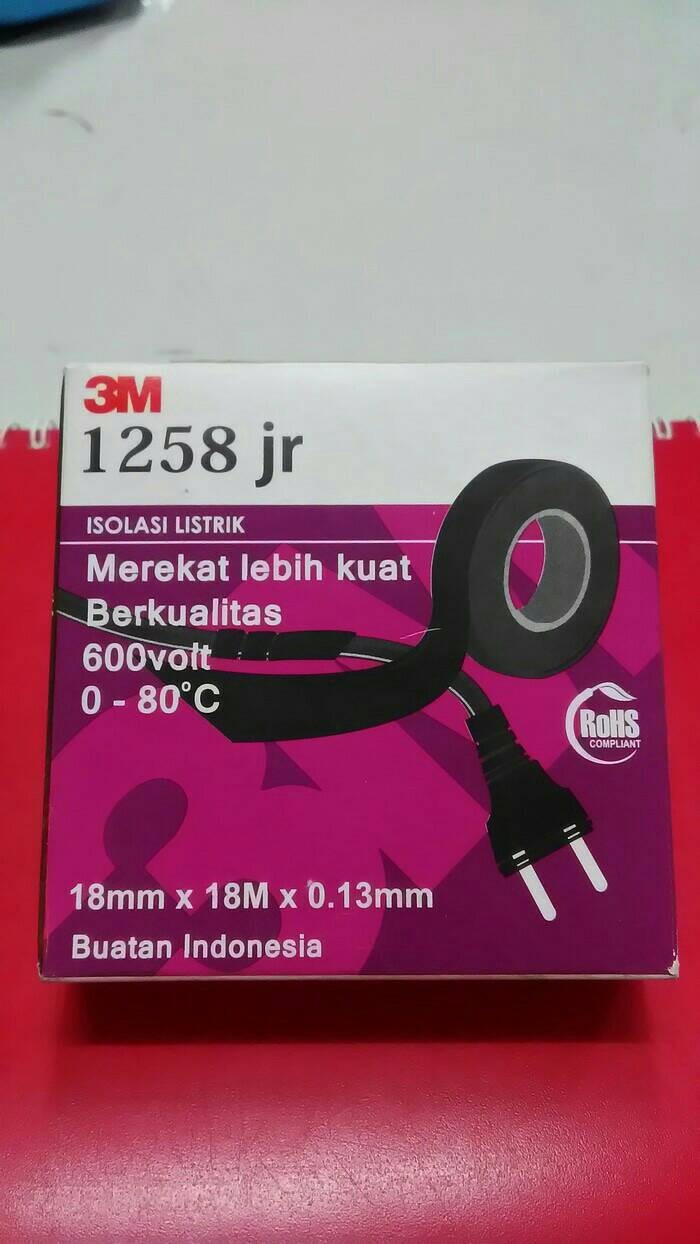 3M
1258 jr
ISOLASI LISTRIK
Merekat lebih kuat
Berkualitas
600volt
0 - 80°C
RoHS
COMPLIANT
18mm x 18M x 0.13mm
Buatan Indonesia